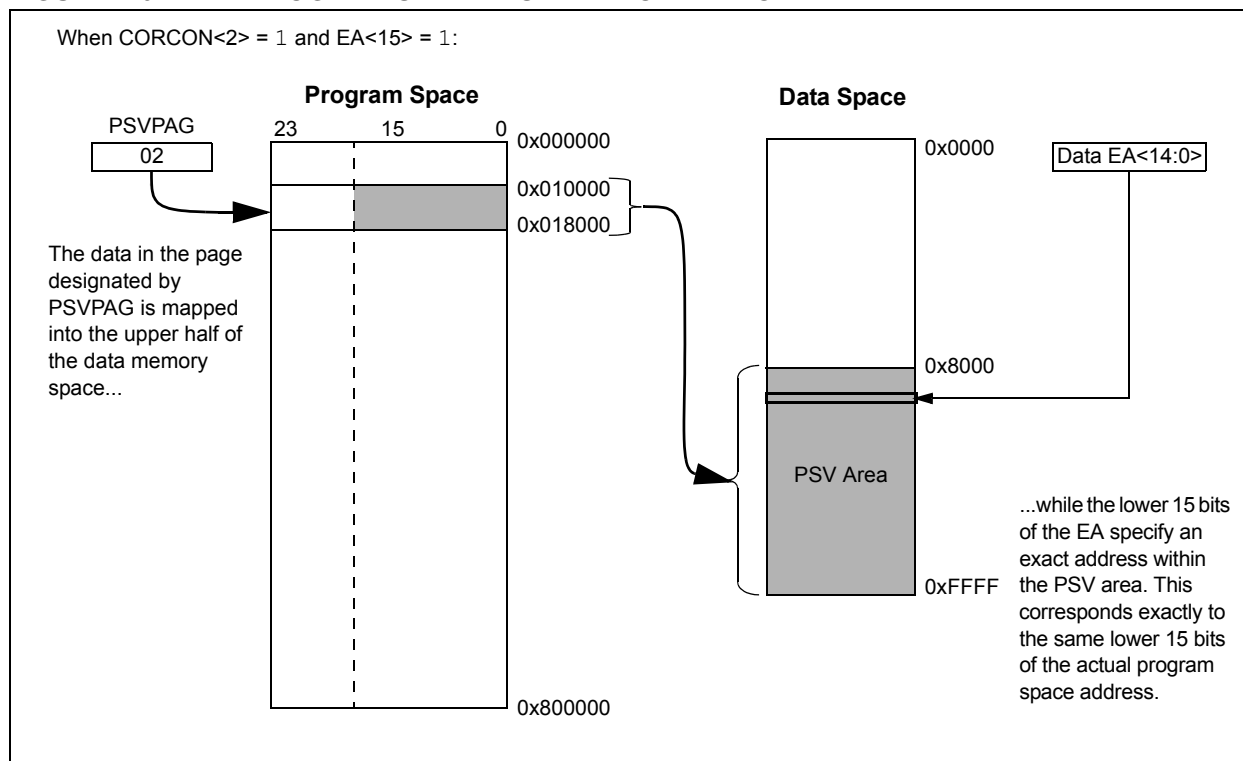 When CORCON<2> = 1 and EA<15> = 1:
Program Space
Data Space
PSVPAG
23 15 0
02
0x000000
0x010000
0x018000
0x0000
Data EA<14:0>
The data in the page
designated by
PSVPAG is mapped
into the upper half of
the data memory
space...
0x8000
PSV Area
0xFFFF
...while the lower 15 bits
of the EA specify an
exact address within
the PSV area. This
corresponds exactly to
the same lower 15 bits
of the actual program
space address.
0x800000